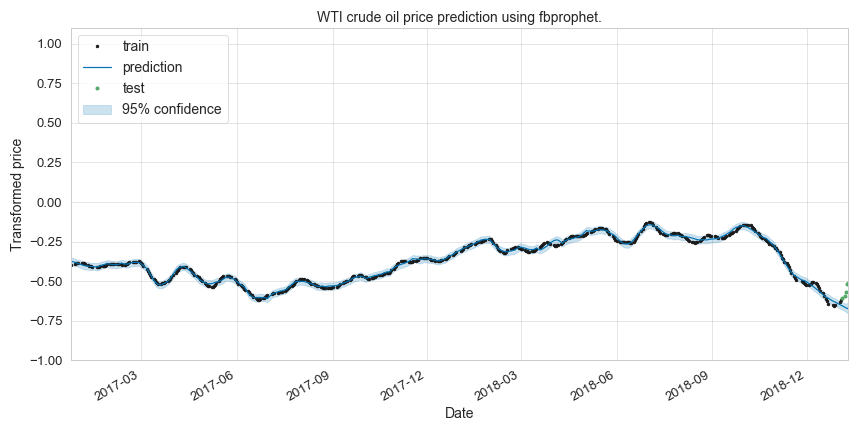 WTI crude oil price prediction using fbprophet.
train
prediction
test
95% confidence
1.00
0.75
0.50
0.25
0.00
−0.25
−0.50
−0.75
−1.00
Transformed price
2017-03
2017-06
2017-09
2017-12
2018-03
2018-06
2018-09
2018-12
Date